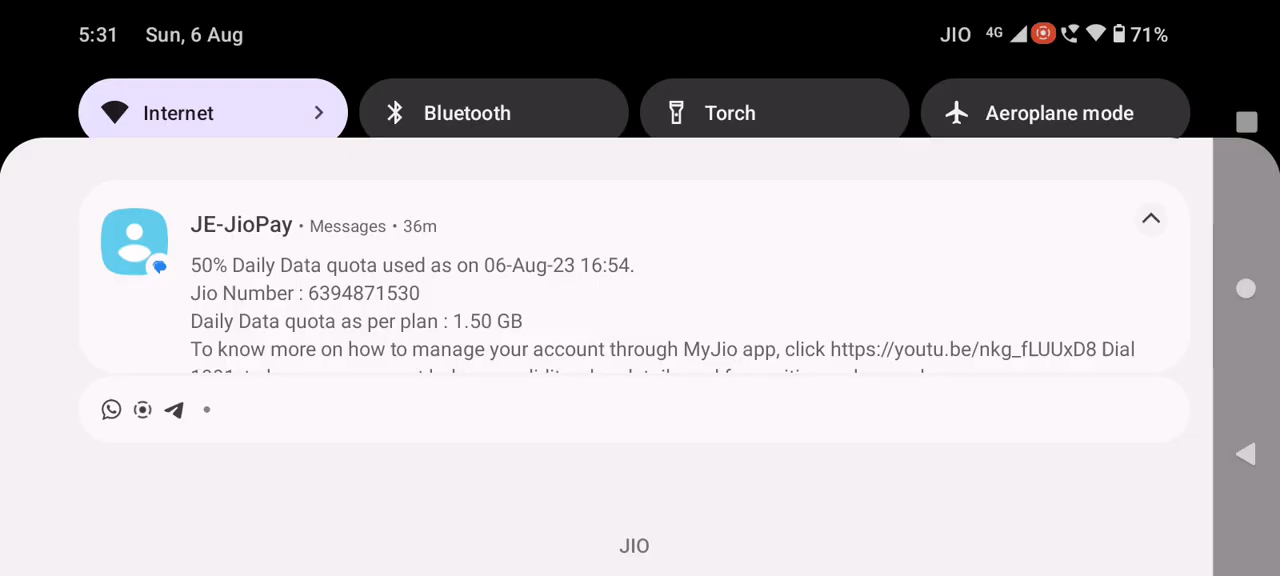 5:31 Sun, 6 Aug JIO 4G 71%
Internet Bluetooth Torch Aeroplane mode
JE-JioPay • Messages • 36m
50% Daily Data quota used as on 06-Aug-23 16:54.
Jio Number : 6394871530
Daily Data quota as per plan : 1.50 GB
To know more on how to manage your account through MyJio app, click https://youtu.be/nkg_fLUUxD8 Dial
JIO